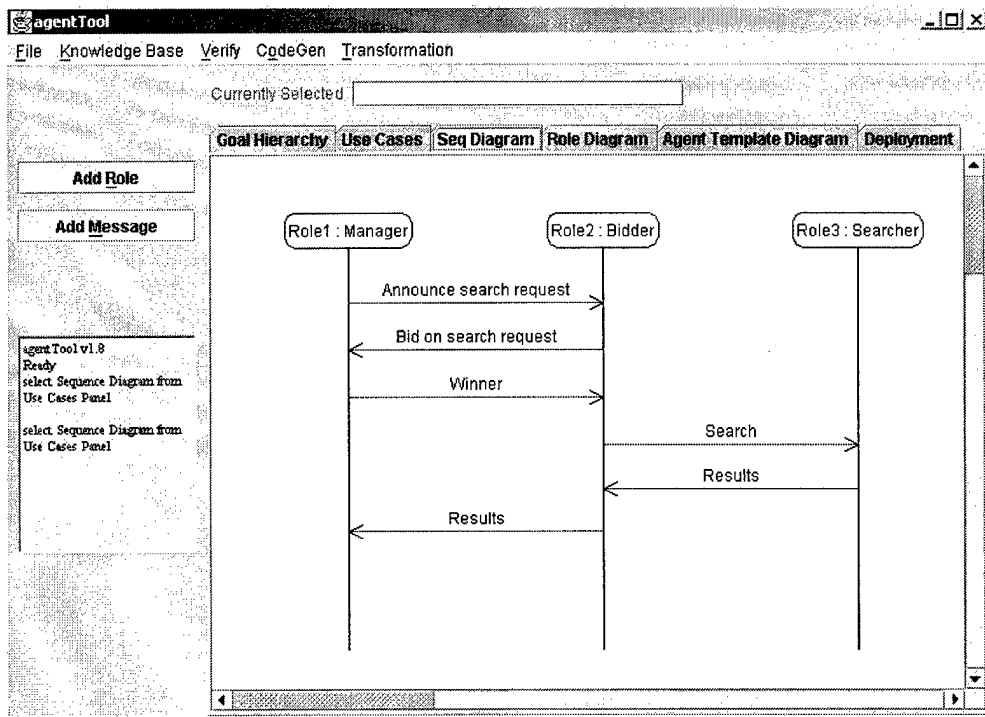 agentTool
File Knowledge Base Verify CodeGen Transformation
Currently Selected
Goal Hierarchy Use Cases Seq Diagram Role Diagram Agent Template Diagram Deployment
Add Role
Add Message
Role1 : Manager Role2 : Bidder Role3 : Searcher
Announce search request
Bid on search request
Winner
Search
Results
Results
agentTool v1.8
Ready
select Sequence Diagram from
Use Cases Panel
select Sequence Diagram from
Use Cases Panel